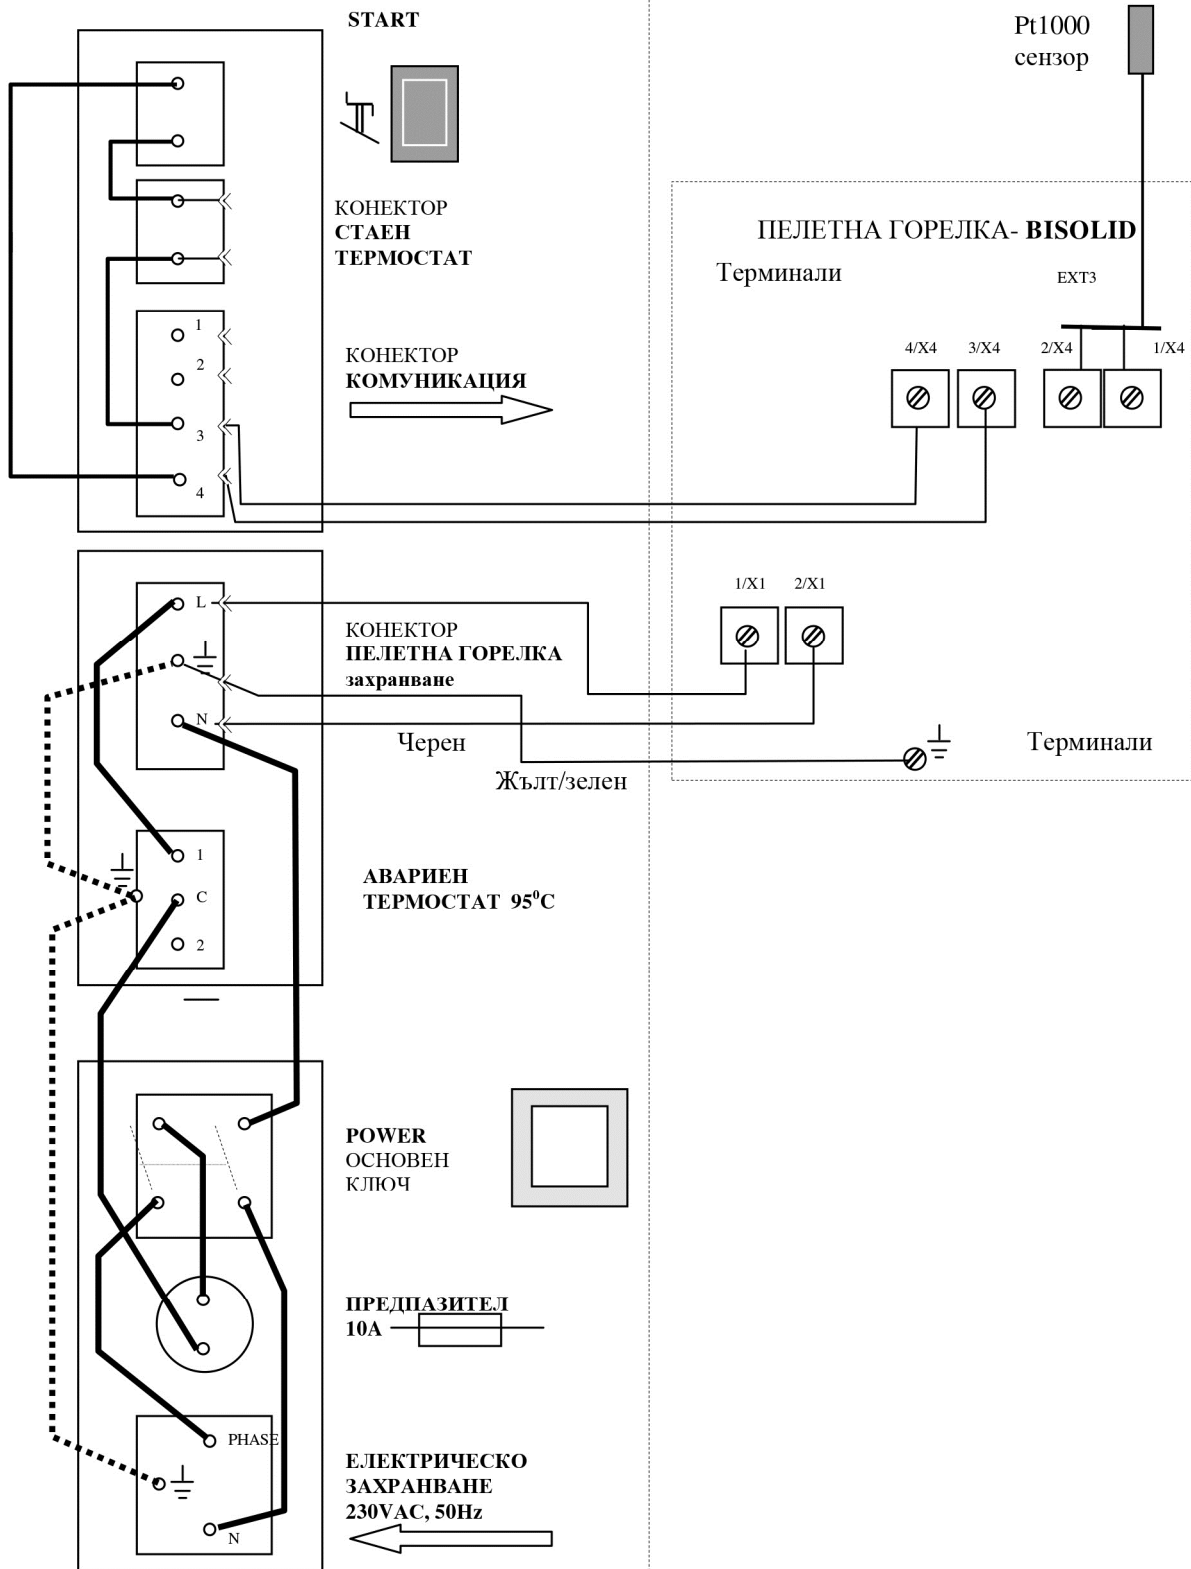 START
Pt1000
сензор
КОНЕКТОР
СТАЕН
ТЕРМОСТАТ
ПЕЛЕТНА ГОРЕЛКА- BISOLID
Терминали
EXT3
1
2
3
4
КОНЕКТОР
КОМУНИКАЦИЯ
4/X4
3/X4
2/X4
1/X4
1/X1
2/X1
L
N
КОНЕКТОР
ПЕЛЕТНА ГОРЕЛКА
захранване
Черен
Жълт/зелен
Терминали
1
C
2
АВАРИЕН
ТЕРМОСТАТ 95⁰C
POWER
ОСНОВЕН
КЛЮЧ
ПРЕДПАЗИТЕЛ
10A
PHASE
N
ЕЛЕКТРИЧЕСКО
ЗАХРАНВАНЕ
230VAC, 50Hz